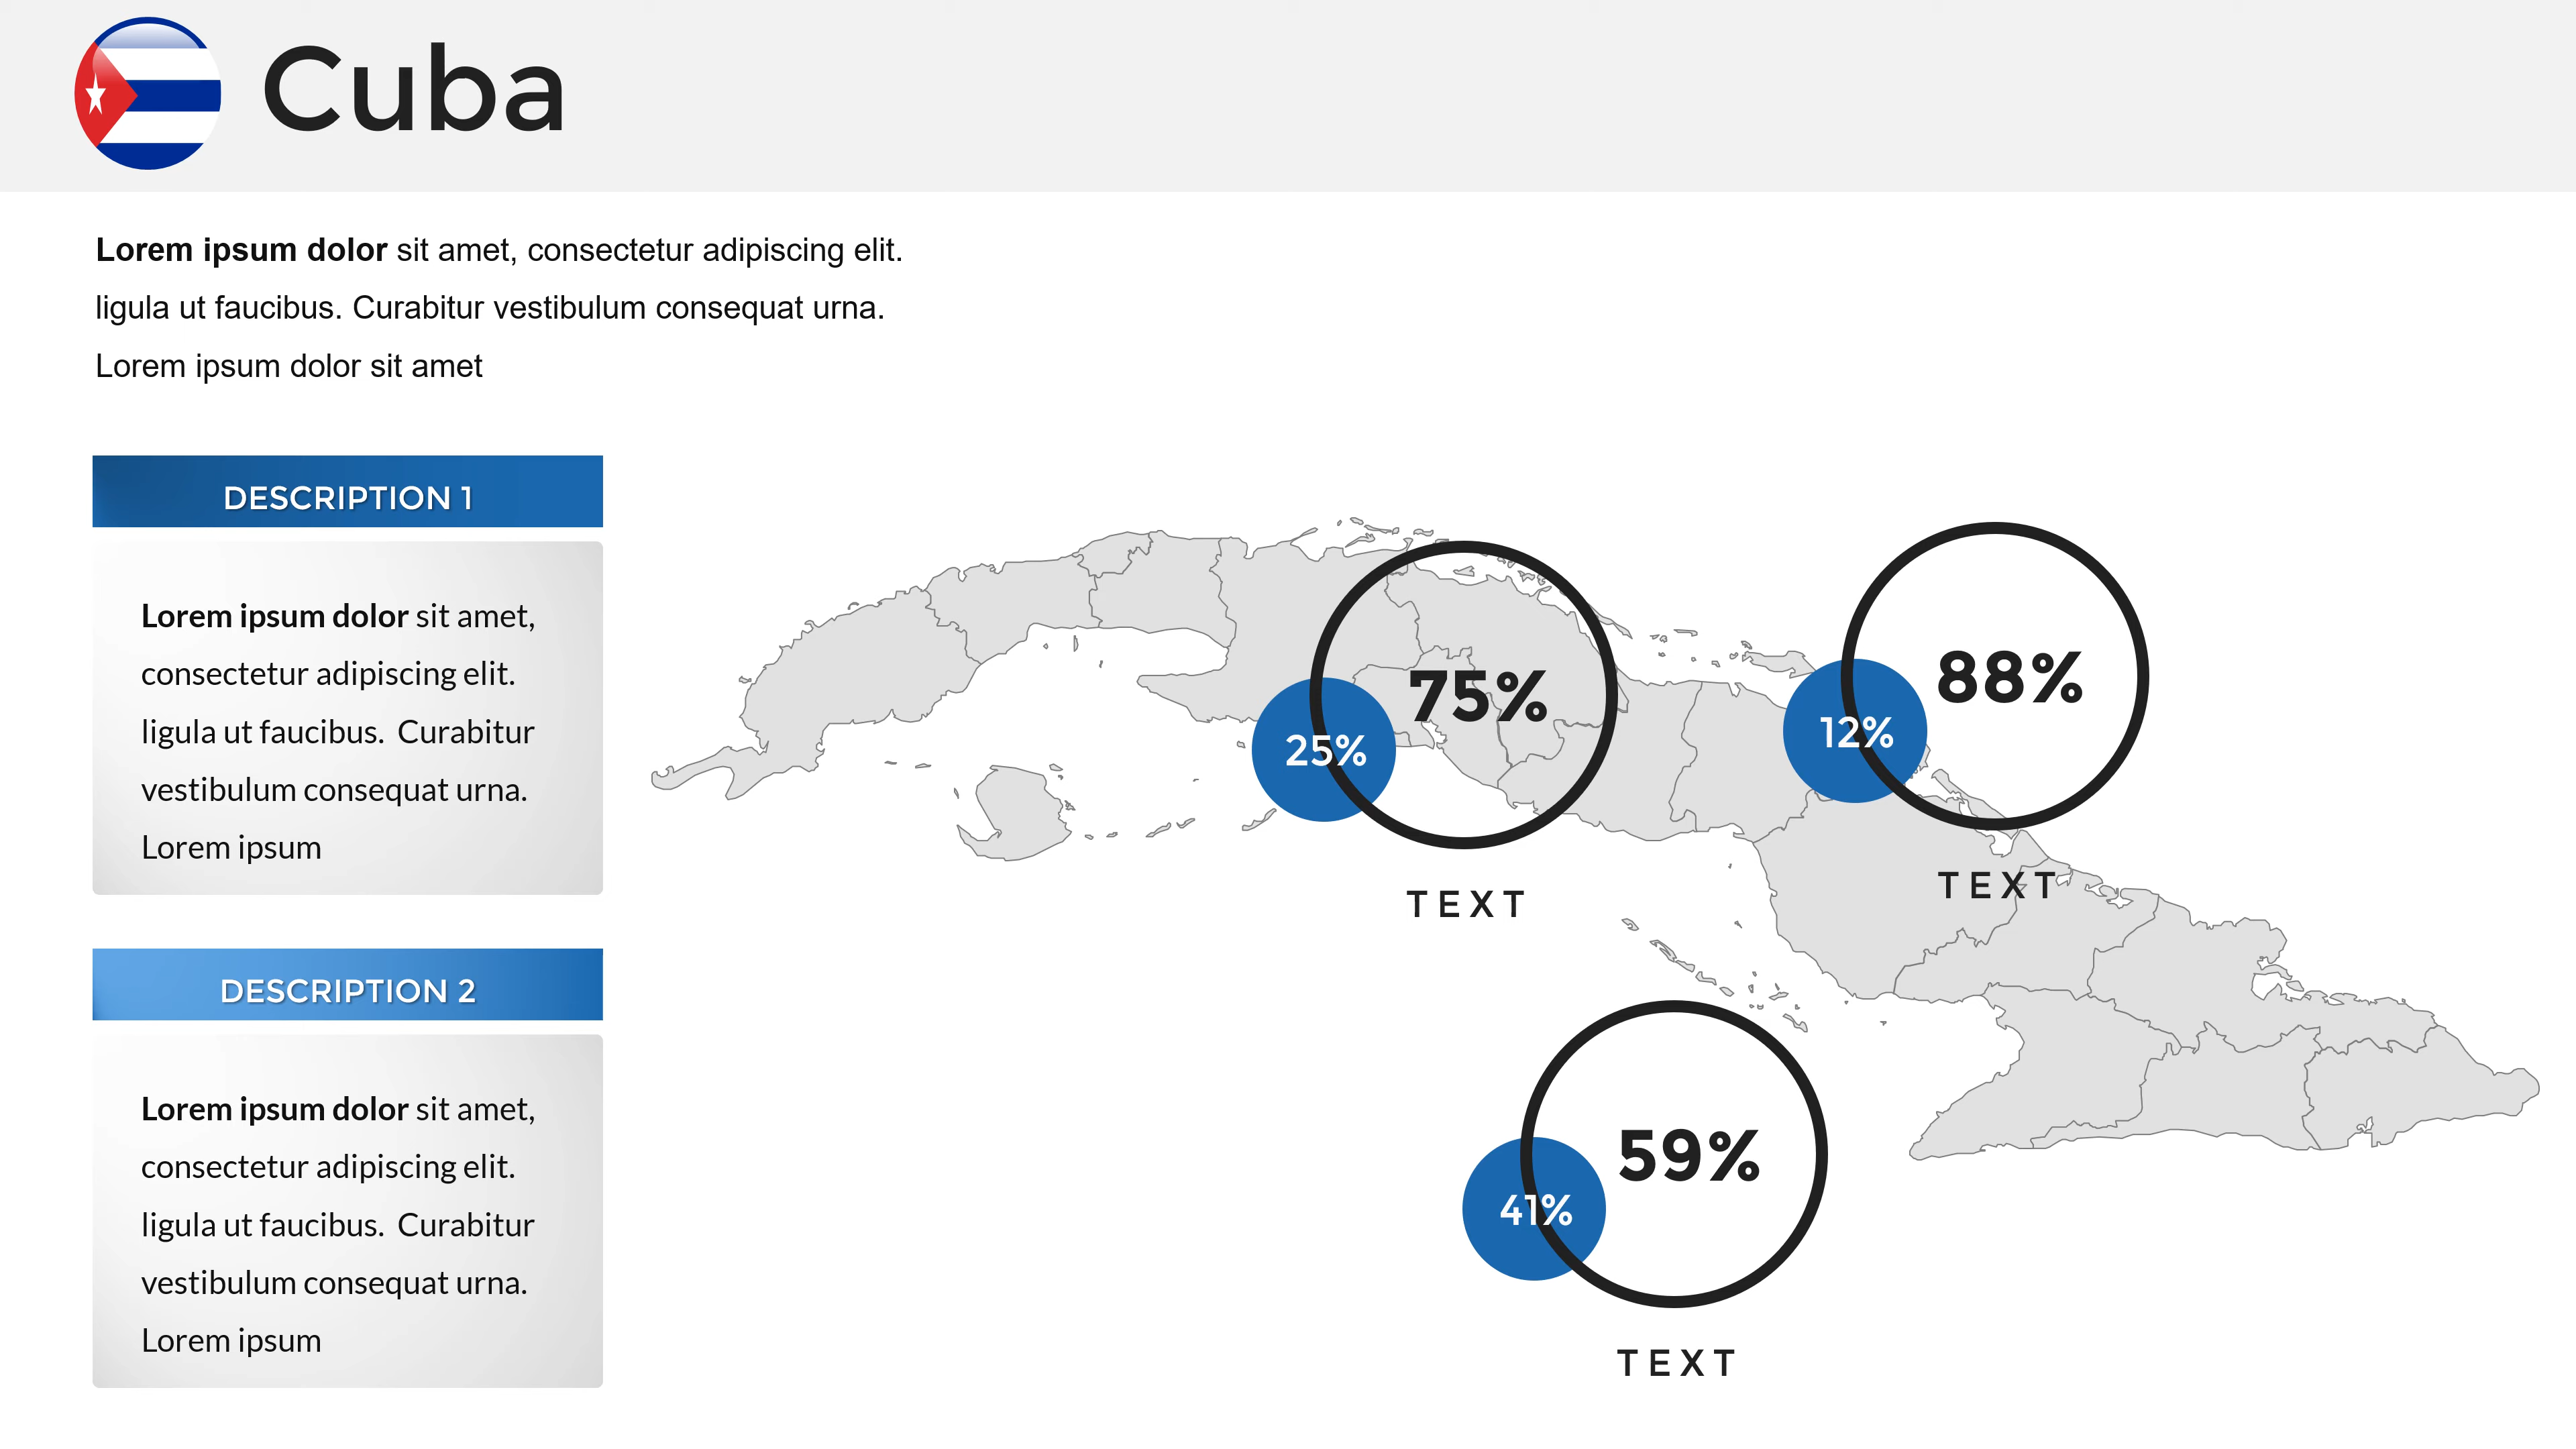 Cuba
Lorem ipsum dolor sit amet, consectetur adipiscing elit.
ligula ut faucibus. Curabitur vestibulum consequat urna.
Lorem ipsum dolor sit amet
DESCRIPTION 1
Lorem ipsum dolor sit amet,
consectetur adipiscing elit.
ligula ut faucibus. Curabitur
vestibulum consequat urna.
Lorem ipsum
DESCRIPTION 2
Lorem ipsum dolor sit amet,
consectetur adipiscing elit.
ligula ut faucibus. Curabitur
vestibulum consequat urna.
Lorem ipsum
75%
25%
TEXT
88%
12%
TEXT
59%
41%
TEXT